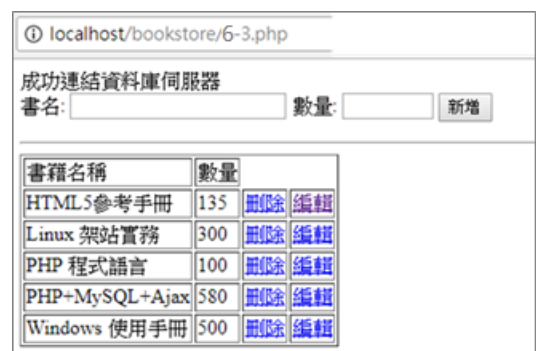 localhost/bookstore/6-3.php
成功連結資料庫伺服器
書名: 數量: 新增
書籍名稱 數量
HTML5參考手冊 135 刪除 編輯
Linux 架站實務 300 刪除 編輯
PHP 程式語言 100 刪除 編輯
PHP+MySQL+Ajax 580 刪除 編輯
Windows 使用手冊 500 刪除 編輯